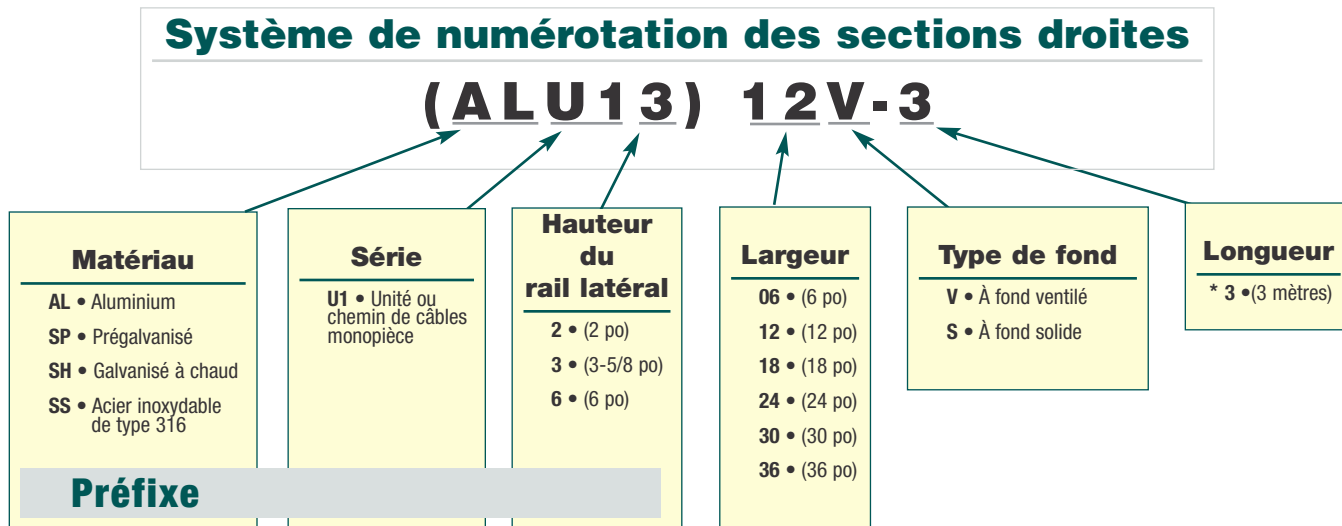 Système de numérotation des sections droites
(ALU13) 12V-3
Matériau
AL • Aluminium
SP • Prégalvanisé
SH • Galvanisé à chaud
SS • Acier inoxydable
de type 316
Série
U1 • Unité ou
chemin de câbles
monopièce
Hauteur
du
rail latéral
2 • (2 po)
3 • (3-5/8 po)
6 • (6 po)
Préfixe
Largeur
06 • (6 po)
12 • (12 po)
18 • (18 po)
24 • (24 po)
30 • (30 po)
36 • (36 po)
Type de fond
V • À fond ventilé
S • À fond solide
Longueur
* 3 •(3 mètres)